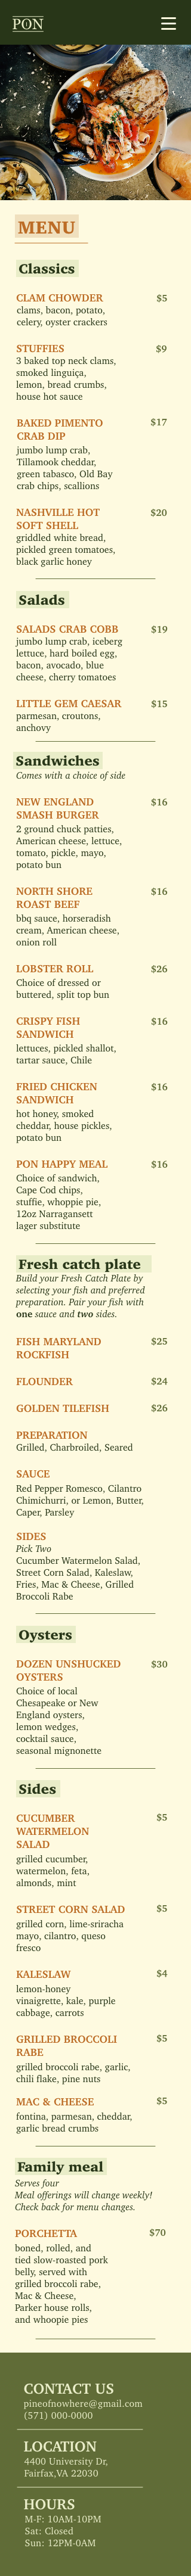 PON
MENU
Classics
CLAM CHOWDER $5
clams, bacon, potato,
celery, oyster crackers
STUFFIES $9
3 baked top neck clams,
smoked linguiça,
lemon, bread crumbs,
house hot sauce
BAKED PIMENTO $17
CRAB DIP
jumbo lump crab,
Tillamook cheddar,
green tabasco, Old Bay
crab chips, scallions
NASHVILLE HOT $20
SOFT SHELL
griddled white bread,
pickled green tomatoes,
black garlic honey
Salads
SALADS CRAB COBB $19
jumbo lump crab, iceberg
lettuce, hard boiled egg,
bacon, avocado, blue
cheese, cherry tomatoes
LITTLE GEM CAESAR $15
parmesan, croutons,
anchovy
Sandwiches
Comes with a choice of side
NEW ENGLAND $16
SMASH BURGER
2 ground chuck patties,
American cheese, lettuce,
tomato, pickle, mayo,
potato bun
NORTH SHORE $16
ROAST BEEF
bbq sauce, horseradish
cream, American cheese,
onion roll
LOBSTER ROLL $26
Choice of dressed or
buttered, split top bun
CRISPY FISH $16
SANDWICH
lettuces, pickled shallot,
tartar sauce, Chile
FRIED CHICKEN $16
SANDWICH
hot honey, smoked
cheddar, house pickles,
potato bun
PON HAPPY MEAL $16
Choice of sandwich,
Cape Cod chips,
stuffie, whoopie pie,
12oz Narragansett
lager substitute
Fresh catch plate
Build your Fresh Catch Plate by
selecting your fish and preferred
preparation. Pair your fish with
one sauce and two sides.
FISH MARYLAND $25
ROCKFISH
FLOUNDER $24
GOLDEN TILEFISH $26
PREPARATION
Grilled, Charbroiled, Seared
SAUCE
Red Pepper Romesco, Cilantro
Chimichurri, or Lemon, Butter,
Caper, Parsley
SIDES
Pick Two
Cucumber Watermelon Salad,
Street Corn Salad, Kaleslaw,
Fries, Mac & Cheese, Grilled
Broccoli Rabe
Oysters
DOZEN UNSHUCKED $30
OYSTERS
Choice of local
Chesapeake or New
England oysters,
lemon wedges,
cocktail sauce,
seasonal mignonette
Sides
CUCUMBER $5
WATERMELON
SALAD
grilled cucumber,
watermelon, feta,
almonds, mint
STREET CORN SALAD $5
grilled corn, lime-sriracha
mayo, cilantro, queso
fresco
KALESLAW $4
lemon-honey
vinaigrette, kale, purple
cabbage, carrots
GRILLED BROCCOLI $5
RABE
grilled broccoli rabe, garlic,
chili flake, pine nuts
MAC & CHEESE $5
fontina, parmesan, cheddar,
garlic bread crumbs
Family meal
Serves four
Meal offerings will change weekly!
Check back for menu changes.
PORCHETTA $70
boned, rolled, and
tied slow-roasted pork
belly, served with
grilled broccoli rabe,
Mac & Cheese,
Parker house rolls,
and whoopie pies
CONTACT US
pineofnowhere@gmail.com
(571) 000-0000
LOCATION
4400 University Dr,
Fairfax,VA 22030
HOURS
M-F: 10AM-10PM
Sat: Closed
Sun: 12PM-0AM